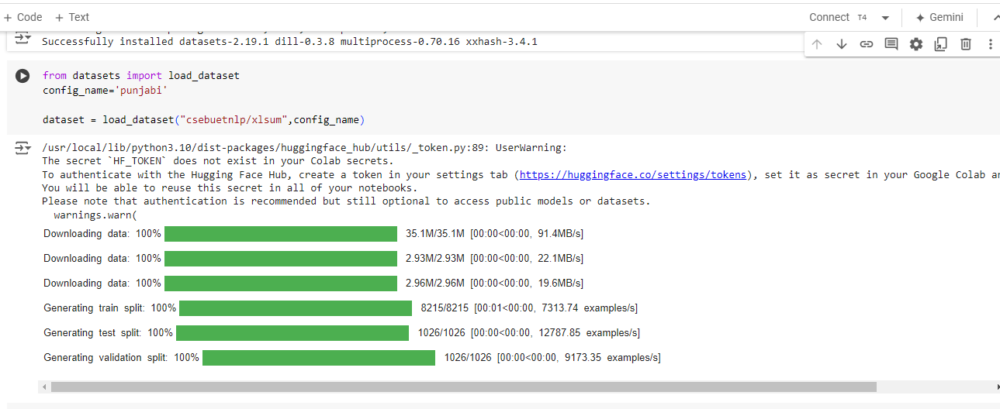 + Code + Text Connect T4 Gemini
Successfully installed datasets-2.19.1 dill-0.3.8 multiprocess-0.70.16 xxhash-3.4.1
from datasets import load_dataset
config_name='punjabi'
dataset = load_dataset("csebuetnlp/xlsum",config_name)
/usr/local/lib/python3.10/dist-packages/huggingface_hub/utils/_token.py:89: UserWarning:
The secret `HF_TOKEN` does not exist in your Colab secrets.
To authenticate with the Hugging Face Hub, create a token in your settings tab (https://huggingface.co/settings/tokens), set it as secret in your Google Colab
You will be able to reuse this secret in all of your notebooks.
Please note that authentication is recommended but still optional to access public models or datasets.
warnings.warn(
Downloading data: 100% 35.1M/35.1M [00:00<00:00, 91.4MB/s]
Downloading data: 100% 2.93M/2.93M [00:00<00:00, 22.1MB/s]
Downloading data: 100% 2.96M/2.96M [00:00<00:00, 19.6MB/s]
Generating train split: 100% 8215/8215 [00:01<00:00, 7313.74 examples/s]
Generating test split: 100% 1026/1026 [00:00<00:00, 12787.85 examples/s]
Generating validation split: 100% 1026/1026 [00:00<00:00, 9173.35 examples/s]